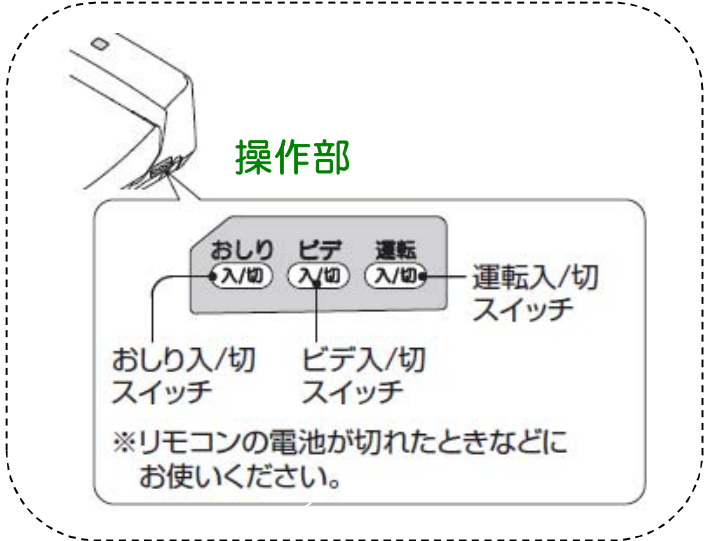 操作部
おしり ビデ 運転
入/切 入/切 入/切
運転入/切
スイッチ
おしり入/切
スイッチ
ビデ入/切
スイッチ
※リモコンの電池が切れたときなどに
お使いください。